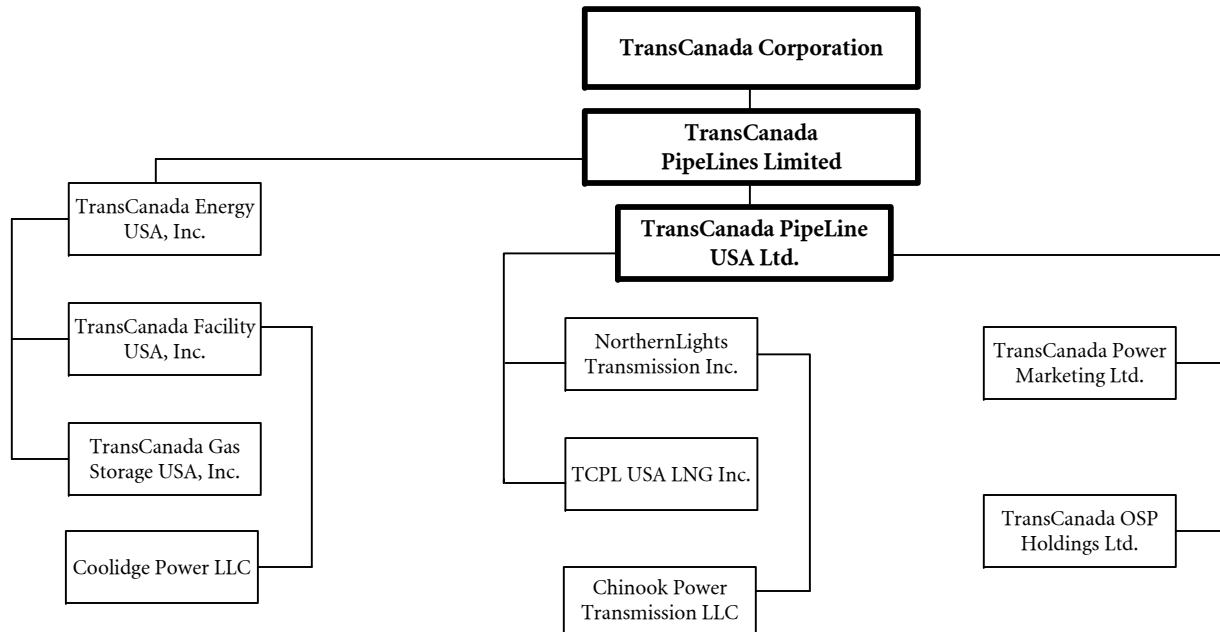 TransCanada Corporation
TransCanada
PipeLines Limited
TransCanada Energy
USA, Inc.
TransCanada PipeLine
USA Ltd.
TransCanada Facility
USA, Inc.
NorthernLights
Transmission Inc.
TransCanada Power
Marketing Ltd.
TransCanada Gas
Storage USA, Inc.
TCPL USA LNG Inc.
TransCanada OSP
Holdings Ltd.
Coolidge Power LLC
Chinook Power
Transmission LLC